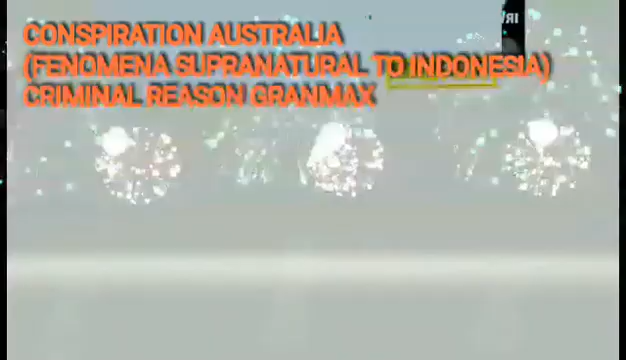 CONSPIRATION AUSTRALIA
(FENOMENA SUPRANATURAL TO INDONESIA)
CRIMINAL REASON GRANMAX